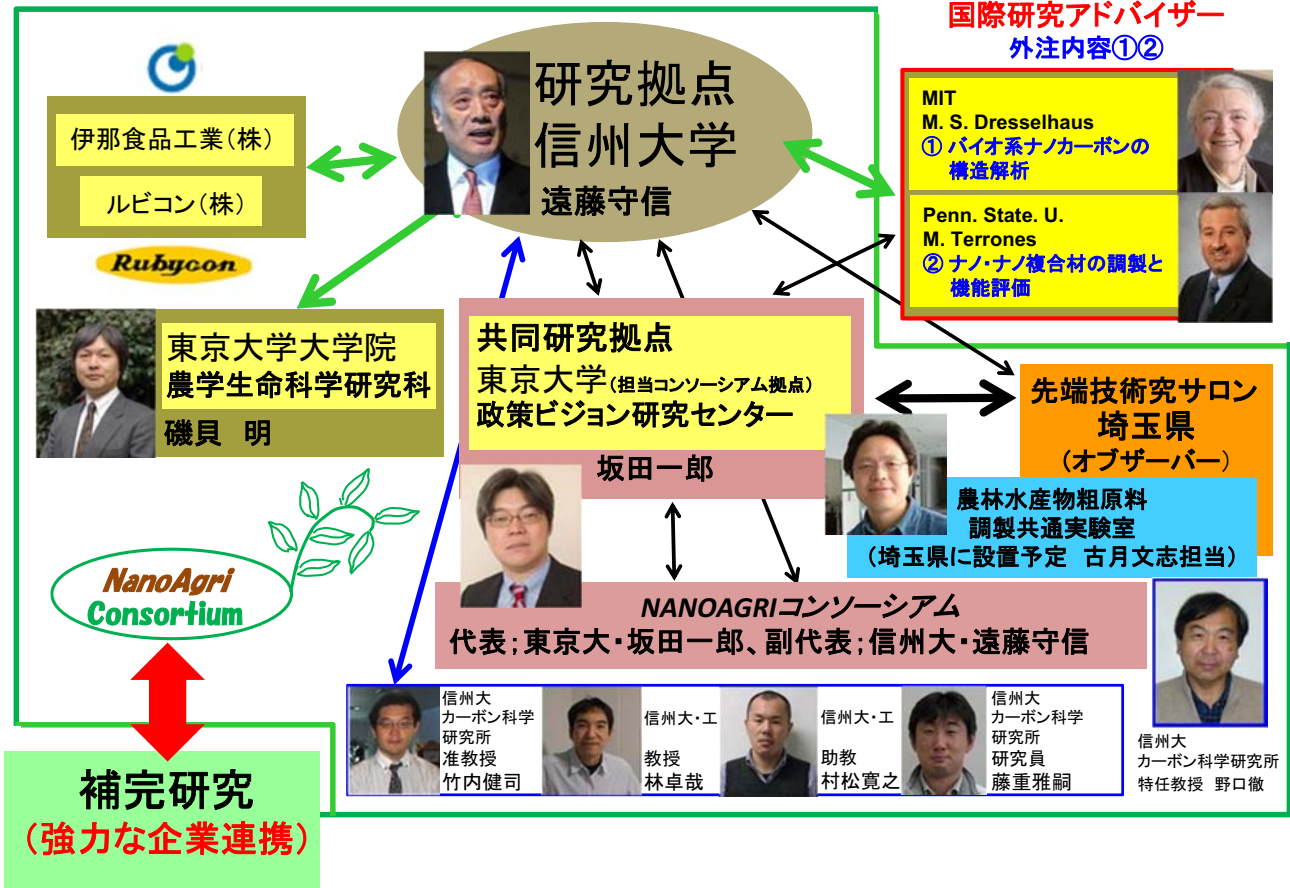 国際研究アドバイザー
外注内容①②
研究拠点
信州大学
遠藤守信
伊那食品工業(株)
ルビコン(株)
Rubycon
MIT
M. S. Dresselhaus
① バイオ系ナノカーボンの
構造解析
Penn. State. U.
M. Terrones
② ナノ・ナノ複合材の調製と
機能評価
東京大学大学院
農学生命科学研究科
磯貝 明
共同研究拠点
東京大学(担当コンソーシアム拠点)
政策ビジョン研究センター
坂田一郎
先端技術究サロン
埼玉県
(オブザーバー)
農林水産物粗原料
調製共通実験室
(埼玉県に設置予定 古月文志担当)
NanoAgri
Consortium
NANOAGRIコンソーシアム
代表;東京大・坂田一郎、副代表;信州大・遠藤守信
信州大
カーボン科学
研究所
准教授
竹内健司
信州大・工
教授
林卓哉
信州大・工
助教
村松寛之
信州大
カーボン科学
研究所
研究員
藤重雅嗣
信州大
カーボン科学研究所
特任教授 野口徹
補完研究
(強力な企業連携)